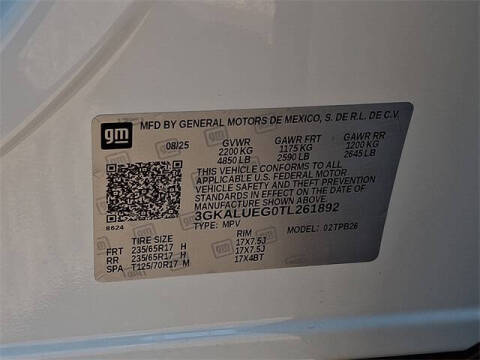 gm
MFD BY GENERAL MOTORS DE MEXICO, S. DE R.L. DE C.V.
08/25 GVWR GAWR FRT GAWR RR
2200 KG 1175 KG 1200 KG
4850 LB 2590 LB 2645 LB
THIS VEHICLE CONFORMS TO ALL
APPLICABLE U.S. FEDERAL MOTOR
VEHICLE SAFETY AND THEFT PREVENTION
STANDARDS IN EFFECT ON THE DATE OF
MANUFACTURE SHOWN ABOVE.
3GKALUEG0TL261892
8624 TYPE: MPV MODEL: 02TPB26
TIRE SIZE RIM
FRT 235/65R17 H 17X7.5J
RR 235/65R17 H 17X7.5J
SPA T125/70R17 M 17X4BT